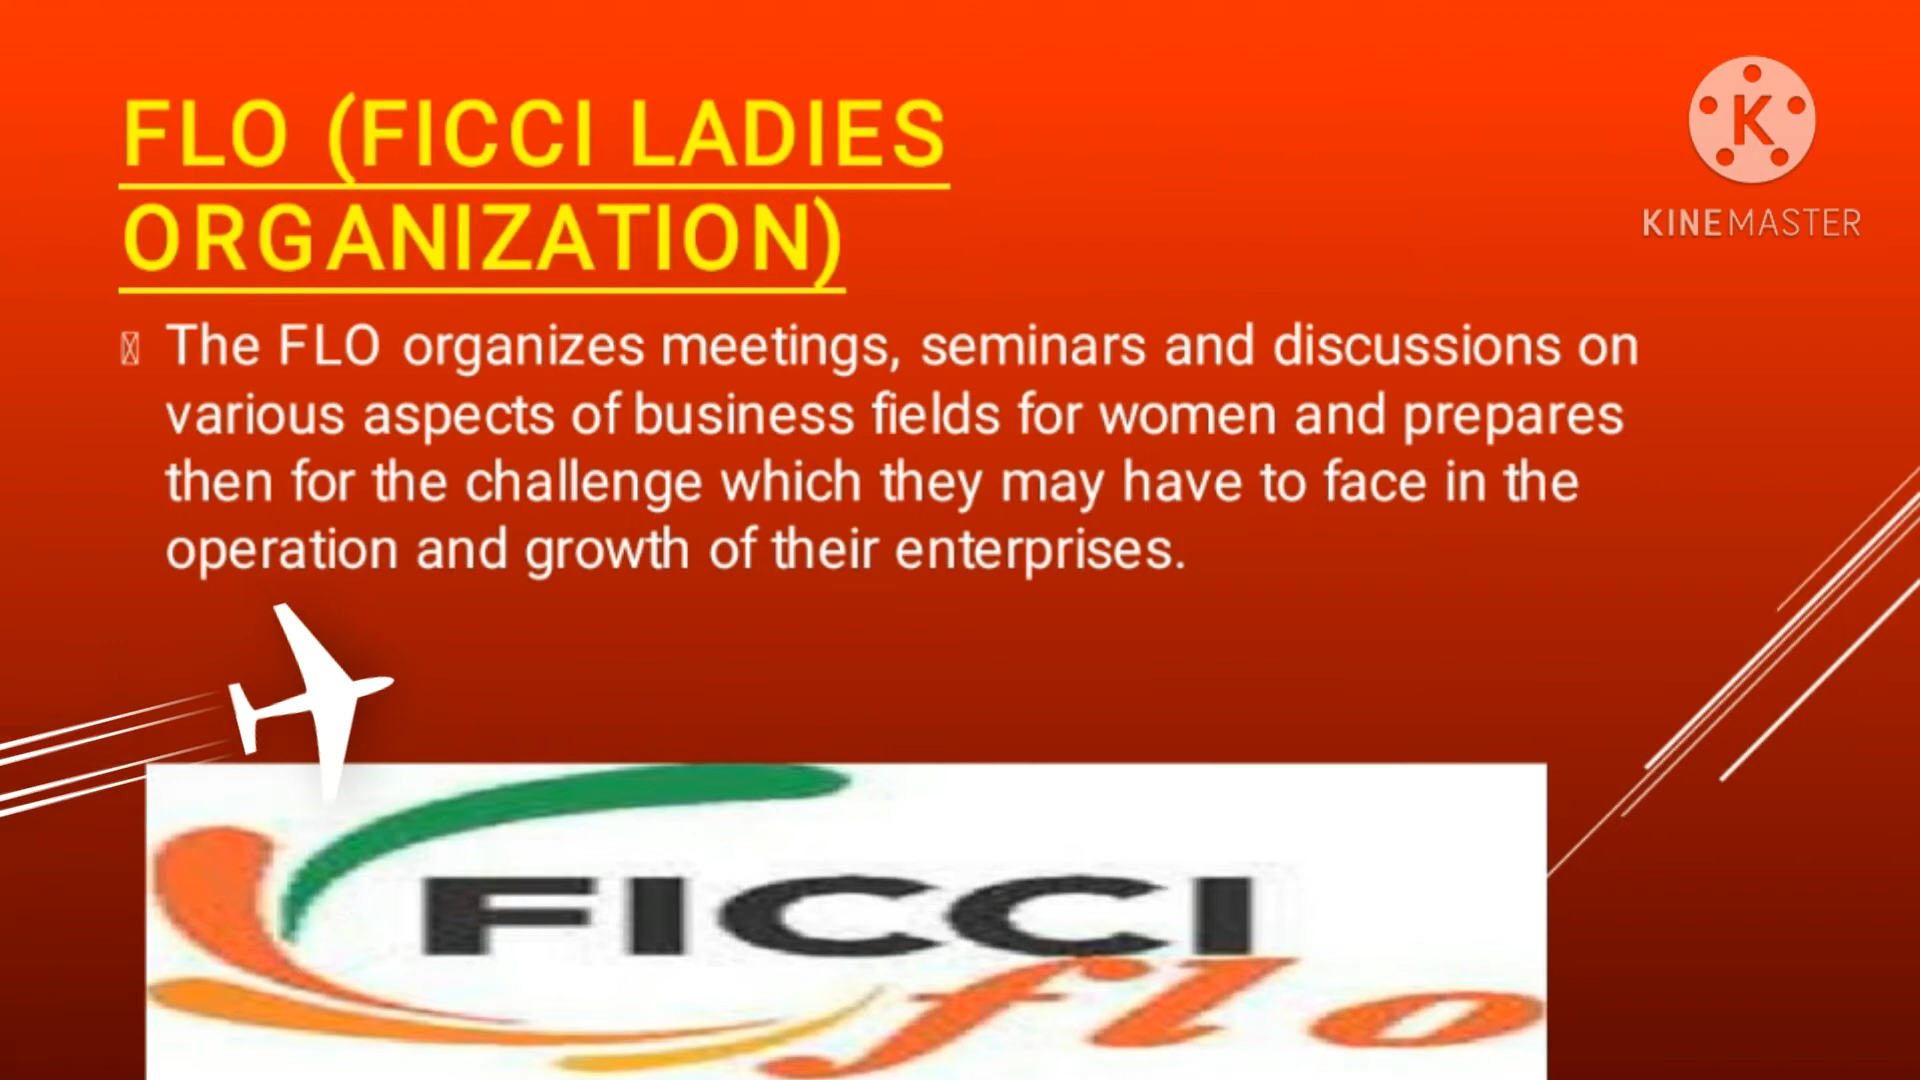 FLO (FICCI LADIES
ORGANIZATION)
The FLO organizes meetings, seminars and discussions on
various aspects of business fields for women and prepares
then for the challenge which they may have to face in the
operation and growth of their enterprises.
K
KINEMASTER
FICCI
flo